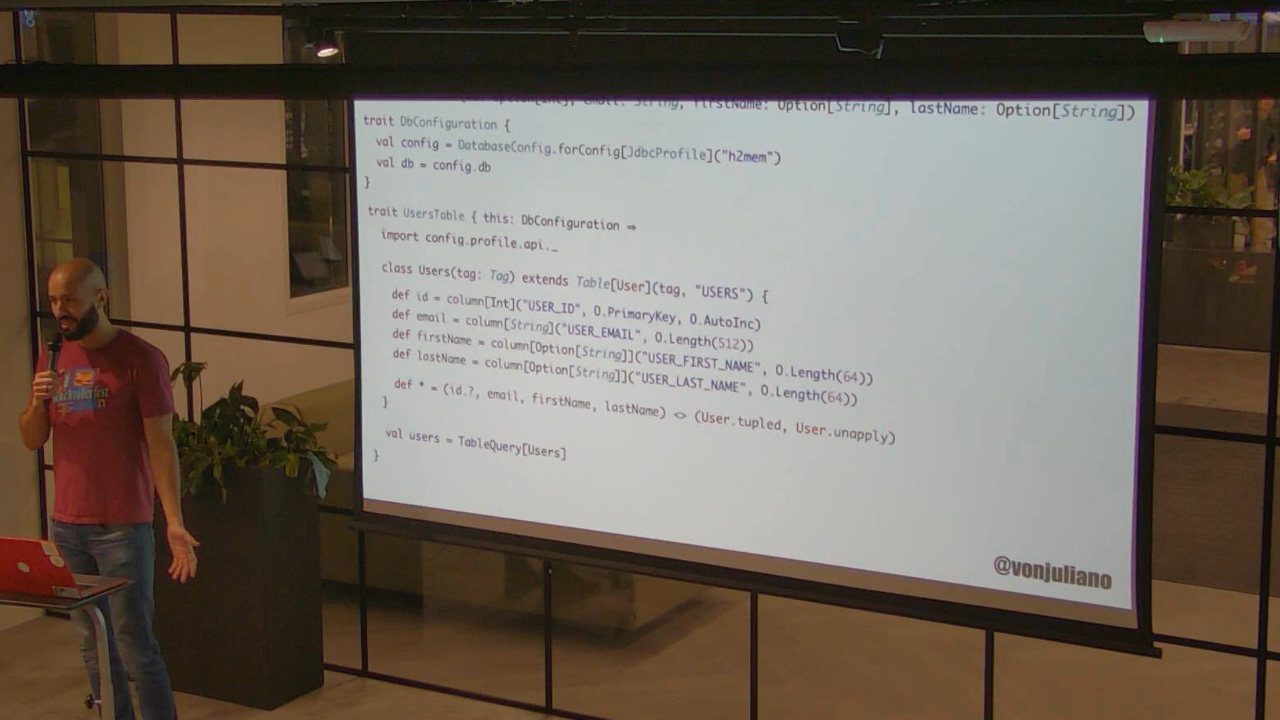 firstName: Option[String], lastName: Option[String])
trait DbConfiguration {
val config = DatabaseConfig.forConfig[JdbcProfile]("h2mem")
val db = config.db
}
trait UsersTable { this: DbConfiguration ⇒
import config.profile.api._
class Users(tag: Tag) extends Table[User](tag, "USERS") {
def id = column[Int]("USER_ID", O.PrimaryKey, O.AutoInc)
def email = column[String]("USER_EMAIL", O.Length(512))
def firstName = column[Option[String]]("USER_FIRST_NAME", O.Length(64))
def lastName = column[Option[String]]("USER_LAST_NAME", O.Length(64))
def * = (id.?, email, firstName, lastName) <> (User.tupled, User.unapply)
}
val users = TableQuery[Users]
}
@vonjuliano